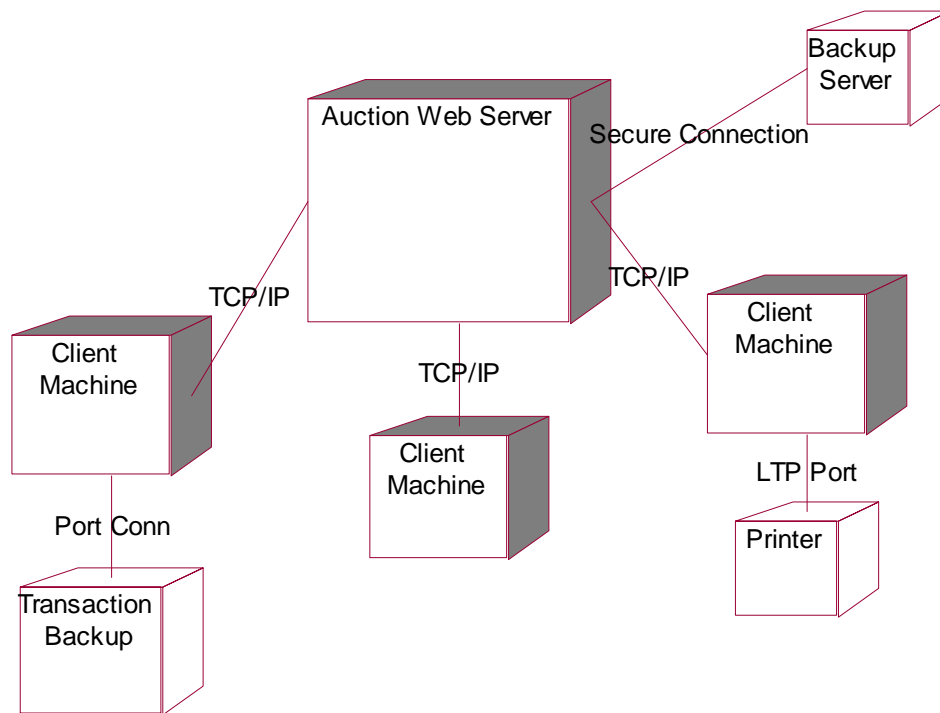 Backup
Server
Auction Web Server
Secure Connection
TCP/IP
TCP/IP
Client
Machine
Client
Machine
TCP/IP
Client
Machine
LTP Port
Port Conn
Printer
Transaction
Backup